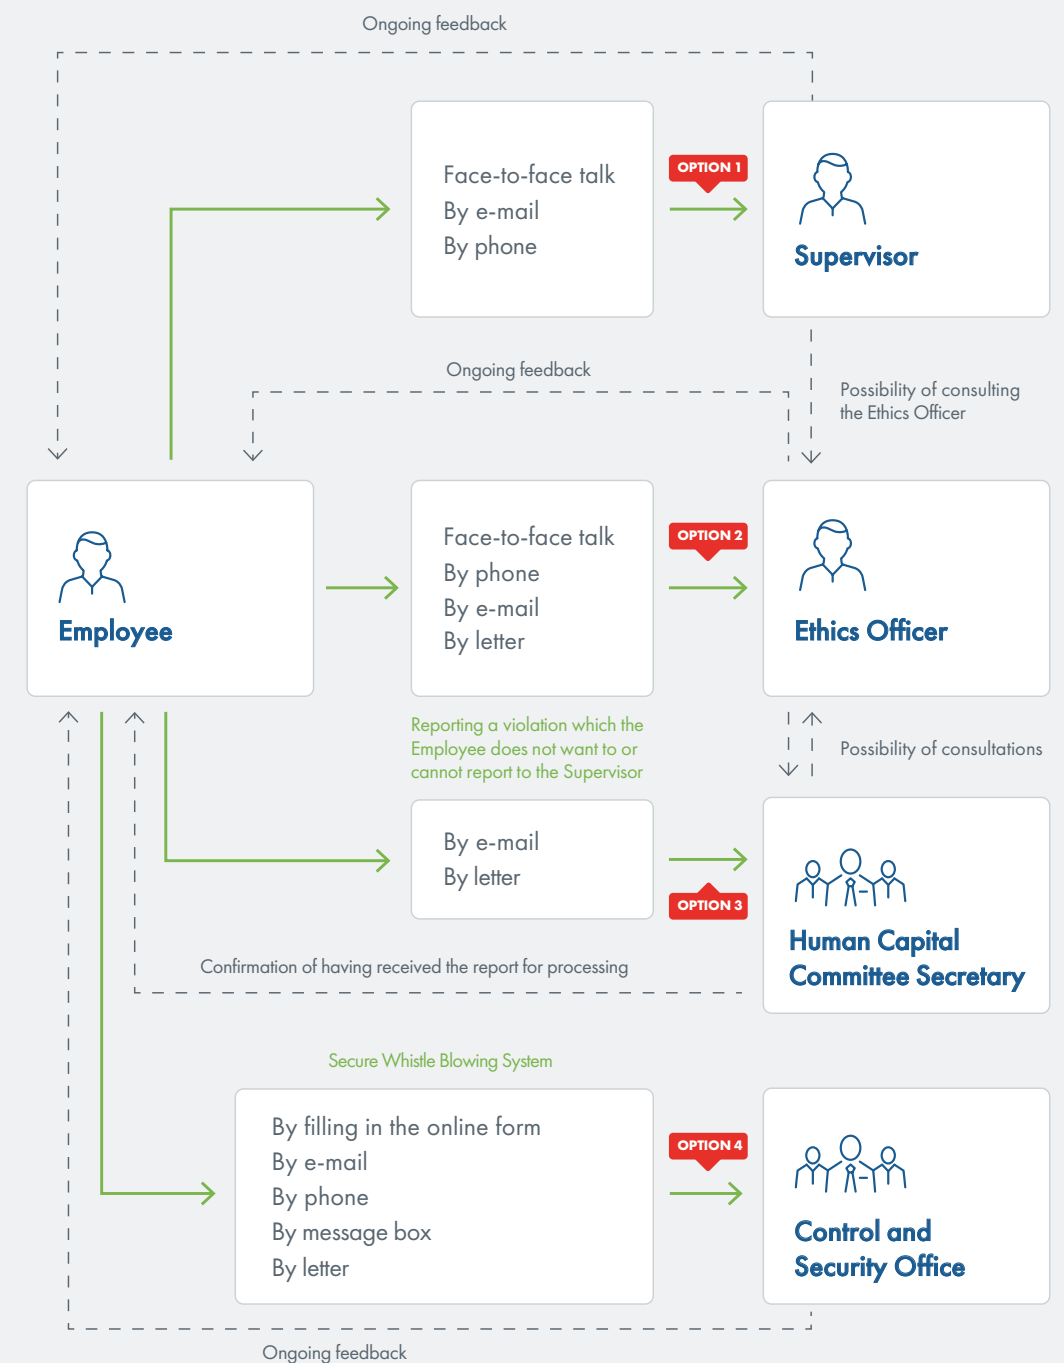 Ongoing feedback
Face-to-face talk
By e-mail
By phone
OPTION 1
Supervisor
Ongoing feedback
Possibility of consulting
the Ethics Officer
Employee
Face-to-face talk
By phone
By e-mail
By letter
OPTION 2
Ethics Officer
Reporting a violation which the
Employee does not want to or
cannot report to the Supervisor
Possibility of consultations
By e-mail
By letter
OPTION 3
Human Capital
Committee Secretary
Confirmation of having received the report for processing
Secure Whistle Blowing System
By filling in the online form
By e-mail
By phone
By message box
By letter
OPTION 4
Control and
Security Office
Ongoing feedback